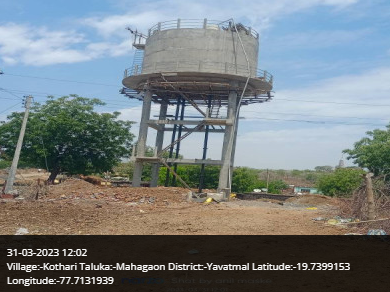 31-03-2023 12:02
Village:-Kothari Taluka:-Mahagaon District:-Yavatmal Latitude:-19.7399153
Longitude:-77.7131939